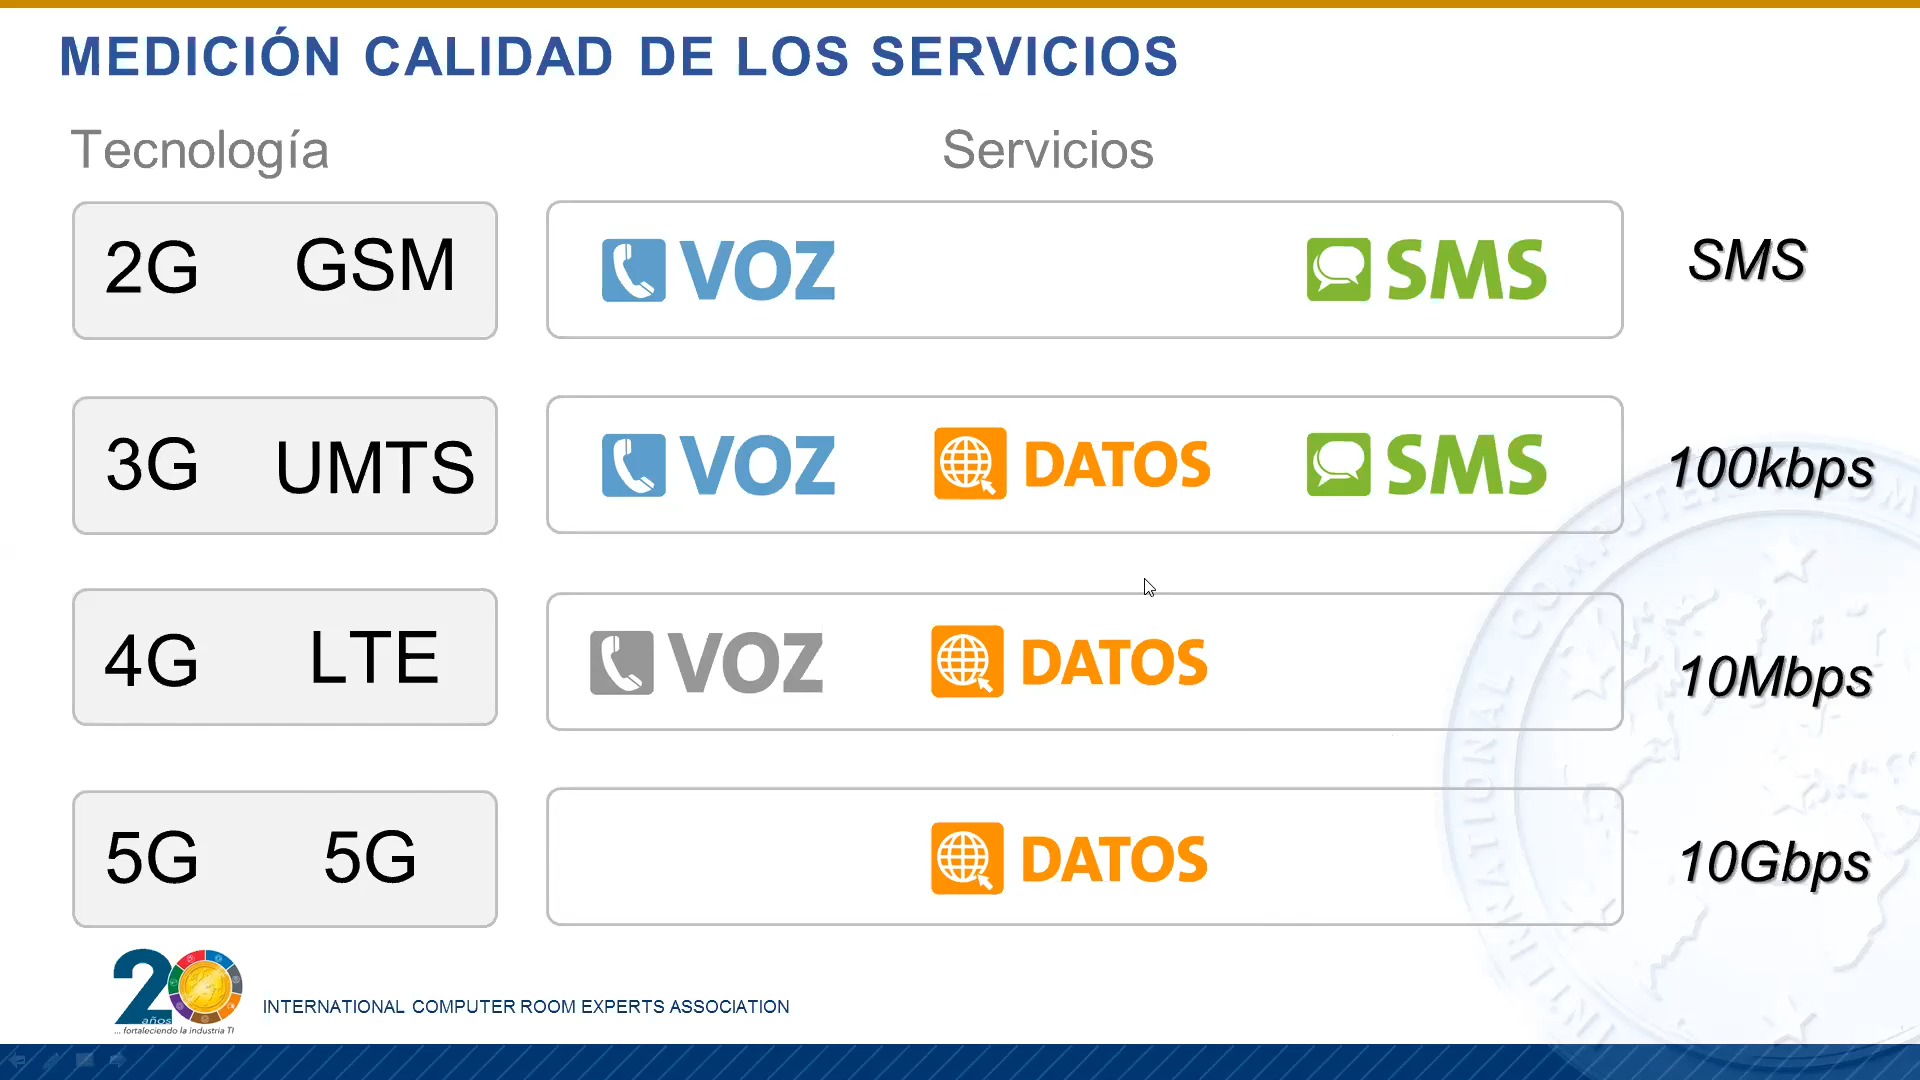 MEDICIÓN CALIDAD DE LOS SERVICIOS
Tecnología Servicios
2G GSM VOZ SMS SMS
3G UMTS VOZ DATOS SMS 100kbps
4G LTE VOZ DATOS 10Mbps
5G 5G DATOS 10Gbps
20 años
... fortaleciendo la industria TI
INTERNATIONAL COMPUTER ROOM EXPERTS ASSOCIATION
INTERNATIONAL COMPUTER